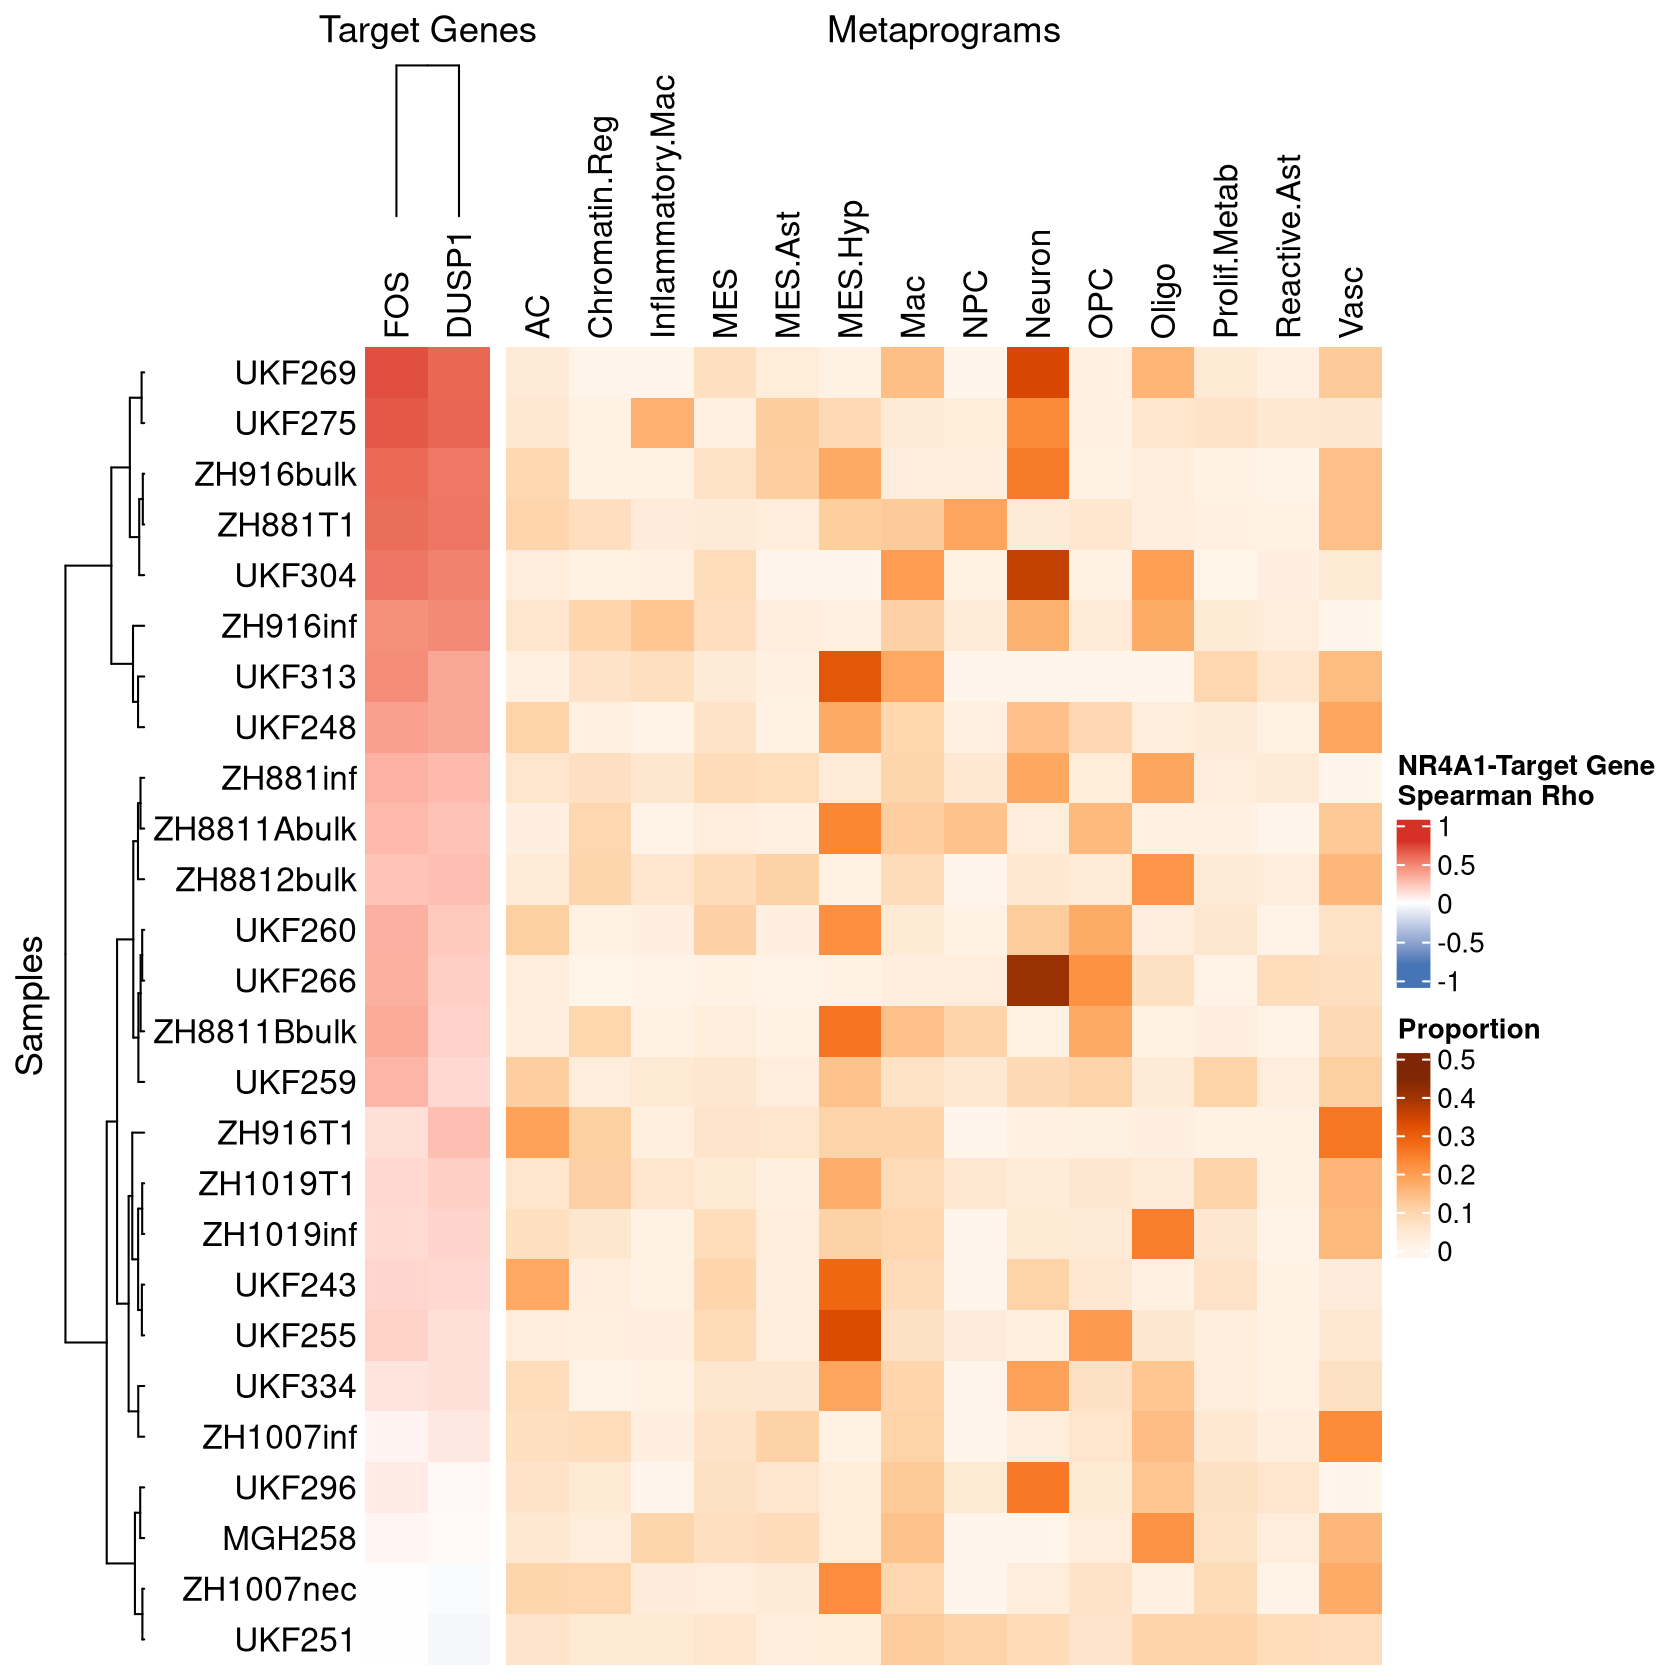 Target Genes
Metaprograms
FOS
DUSP1
AC
Chromatin.Reg
Inflammatory.Mac
MES
MES.Ast
MES.Hyp
Mac
NPC
Neuron
OPC
Oligo
Prolif.Metab
Reactive.Ast
Vasc
Samples
UKF269
UKF275
ZH916bulk
ZH881T1
UKF304
ZH916inf
UKF313
UKF248
ZH881inf
ZH8811Abulk
ZH8812bulk
UKF260
UKF266
ZH8811Bbulk
UKF259
ZH916T1
ZH1019T1
ZH1019inf
UKF243
UKF255
UKF334
ZH1007inf
UKF296
MGH258
ZH1007nec
UKF251
NR4A1-Target Gene
Spearman Rho
1
0.5
0
-0.5
-1
Proportion
0.5
0.4
0.3
0.2
0.1
0